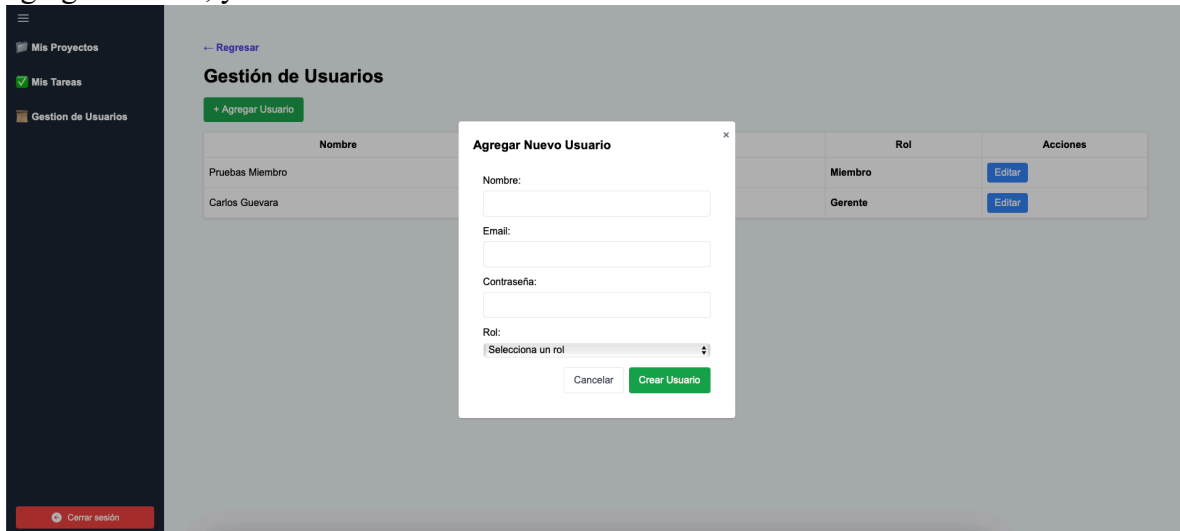 Mis Proyectos
Mis Tareas
Gestion de Usuarios
Cerrar sesión
← Regresar
Gestión de Usuarios
+ Agregar Usuario
Nombre Rol Acciones
Pruebas Miembro Miembro Editar
Carlos Guevara Gerente Editar
Agregar Nuevo Usuario ×
Nombre:
Email:
Contraseña:
Rol:
Selecciona un rol
Cancelar Crear Usuario